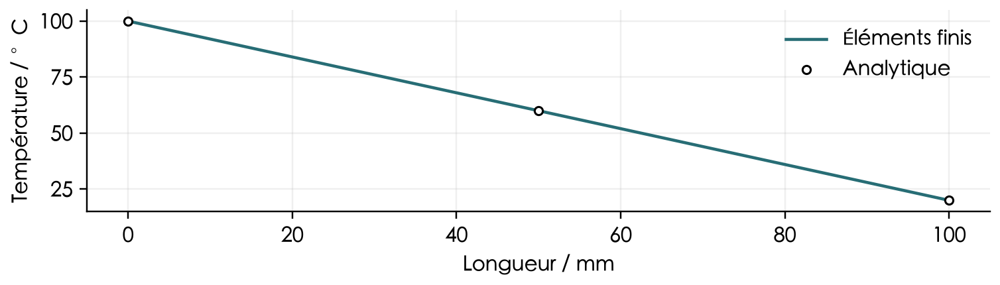 Température / ° C
100
75
50
25
Éléments finis
Analytique
0 20 40 60 80 100
Longueur / mm